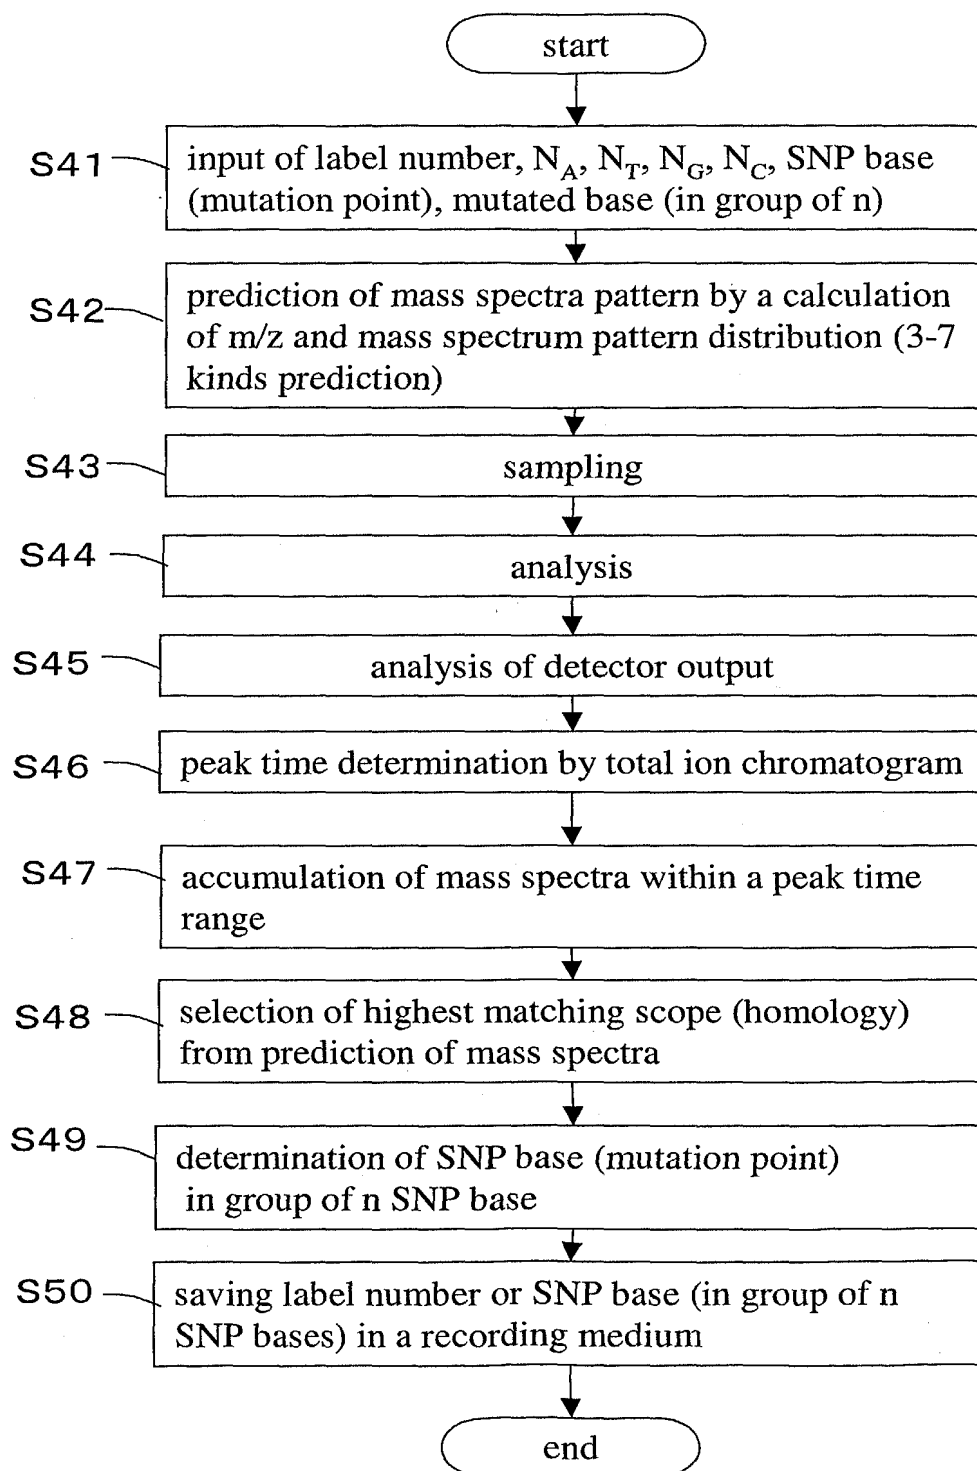 start
S41
input of label number, N_A, N_T, N_G, N_C, SNP base
(mutation point), mutated base (in group of n)
S42
prediction of mass spectra pattern by a calculation
of m/z and mass spectrum pattern distribution (3-7
kinds prediction)
S43
sampling
S44
analysis
S45
analysis of detector output
S46
peak time determination by total ion chromatogram
S47
accumulation of mass spectra within a peak time
range
S48
selection of highest matching scope (homology)
from prediction of mass spectra
S49
determination of SNP base (mutation point)
in group of n SNP base
S50
saving label number or SNP base (in group of n
SNP bases) in a recording medium
end